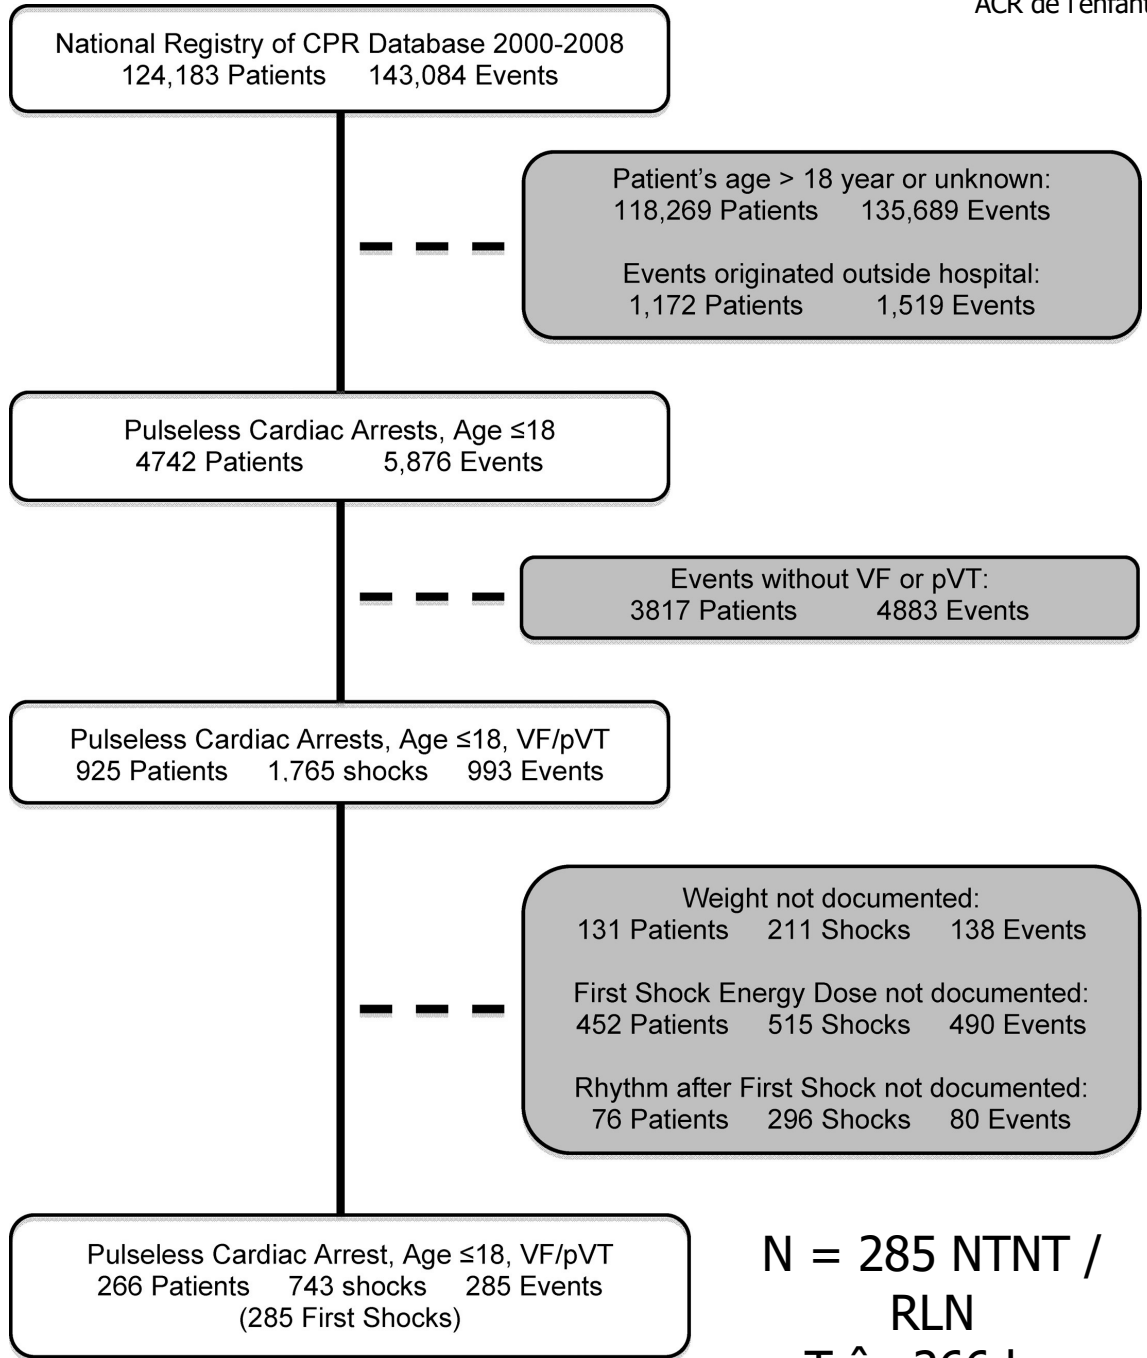 ACR de l'enfant
National Registry of CPR Database 2000-2008
124,183 Patients 143,084 Events
Patient's age > 18 year or unknown:
118,269 Patients 135,689 Events
Events originated outside hospital:
1,172 Patients 1,519 Events
Pulseless Cardiac Arrests, Age ≤18
4742 Patients 5,876 Events
Events without VF or pVT:
3817 Patients 4883 Events
Pulseless Cardiac Arrests, Age ≤18, VF/pVT
925 Patients 1,765 shocks 993 Events
Weight not documented:
131 Patients 211 Shocks 138 Events
First Shock Energy Dose not documented:
452 Patients 515 Shocks 490 Events
Rhythm after First Shock not documented:
76 Patients 296 Shocks 80 Events
Pulseless Cardiac Arrest, Age ≤18, VF/pVT
266 Patients 743 shocks 285 Events
(285 First Shocks)
N = 285 NTNT /
RLN
266